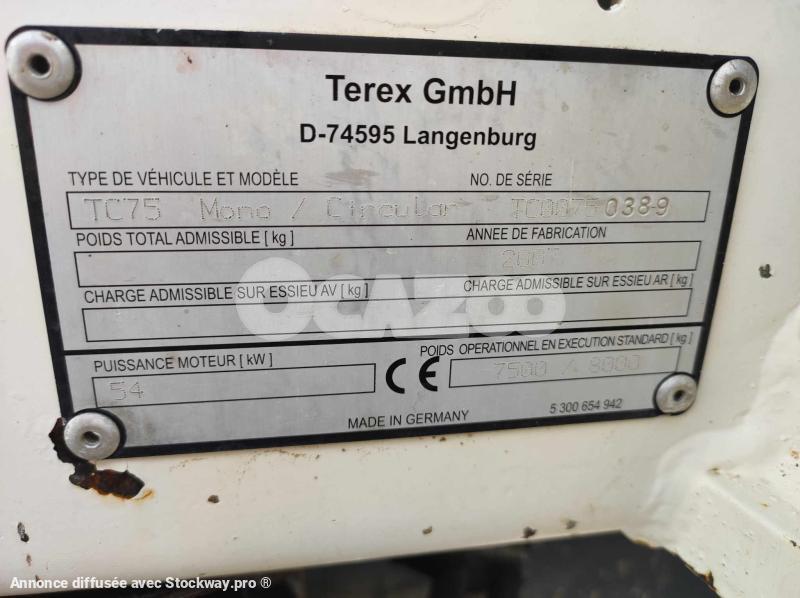 Terex GmbH
D-74595 Langenburg
TYPE DE VÉHICULE ET MODÈLE NO. DE SÉRIE
TC75 Mono / Circular TC00750389
POIDS TOTAL ADMISSIBLE [ kg ] ANNEE DE FABRICATION
CHARGE ADMISSIBLE SUR ESSIEU AV [ kg ] CHARGE ADMISSIBLE SUR ESSIEU AR [ kg ]
OCAZOO
PUISSANCE MOTEUR [ kW ] POIDS OPERATIONNEL EN EXECUTION STANDARD [ kg ]
54 CE 7500 / 8000
MADE IN GERMANY 5 300 654 942
Annonce diffusée avec Stockway.pro ®